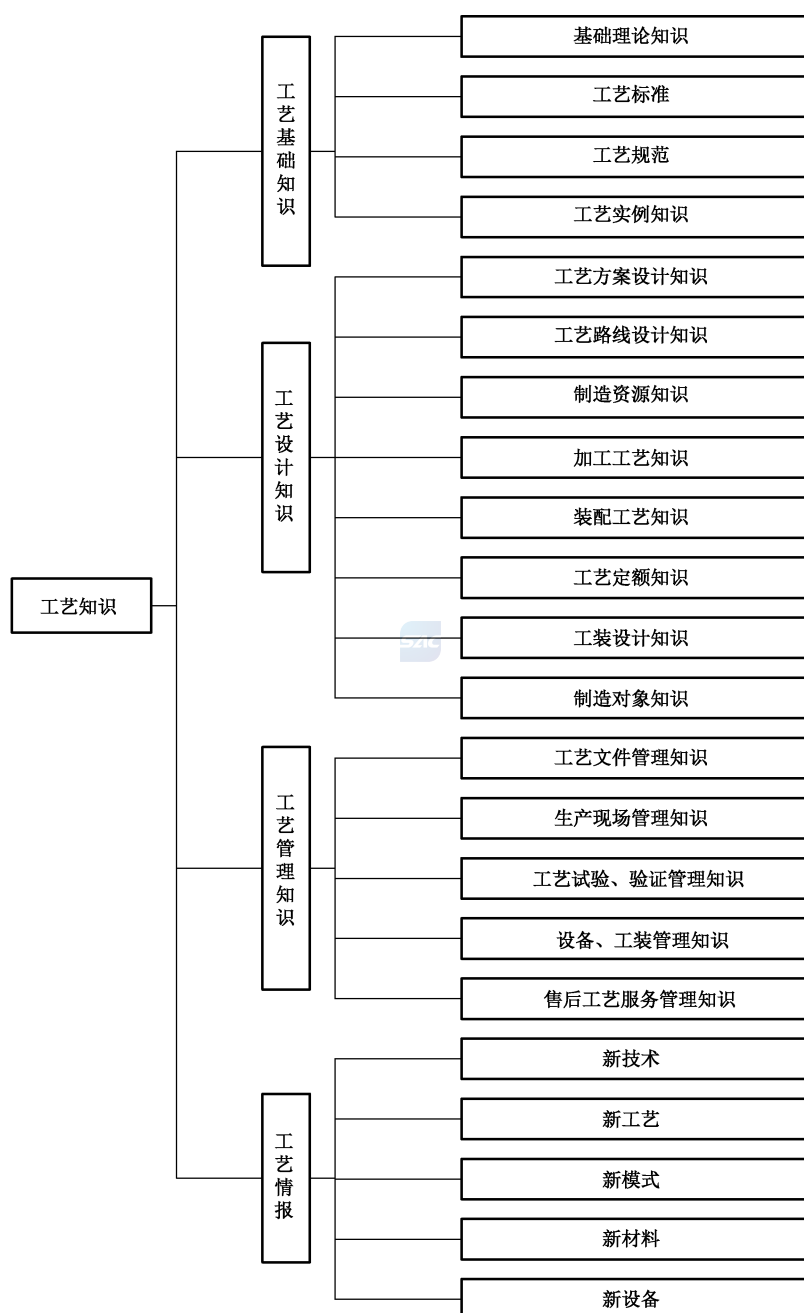 工艺知识
工艺基础知识
基础理论知识
工艺标准
工艺规范
工艺实例知识
工艺设计知识
工艺方案设计知识
工艺路线设计知识
制造资源知识
加工工艺知识
装配工艺知识
工艺定额知识
工装设计知识
制造对象知识
工艺管理知识
工艺文件管理知识
生产现场管理知识
工艺试验、验证管理知识
设备、工装管理知识
售后工艺服务管理知识
工艺情报
新技术
新工艺
新模式
新材料
新设备